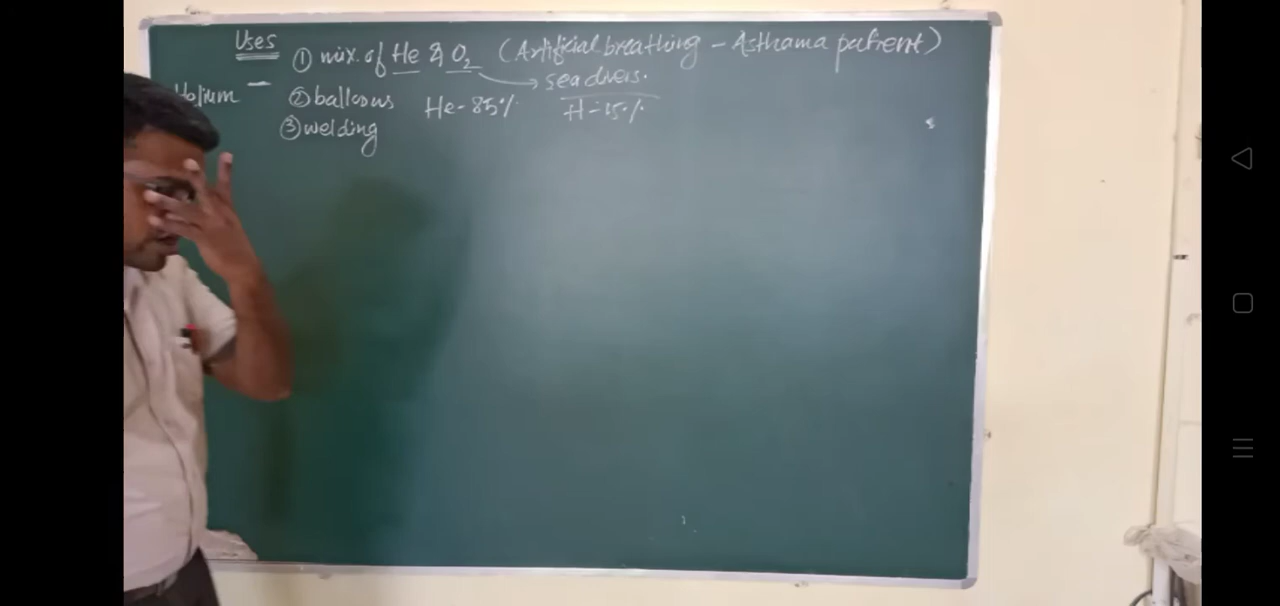 Uses
① mix. of He & O₂ (Artificial breathing - Asthama patient)
→ sea divers.
Helium - ② balloons He - 85% H - 15%
③ welding